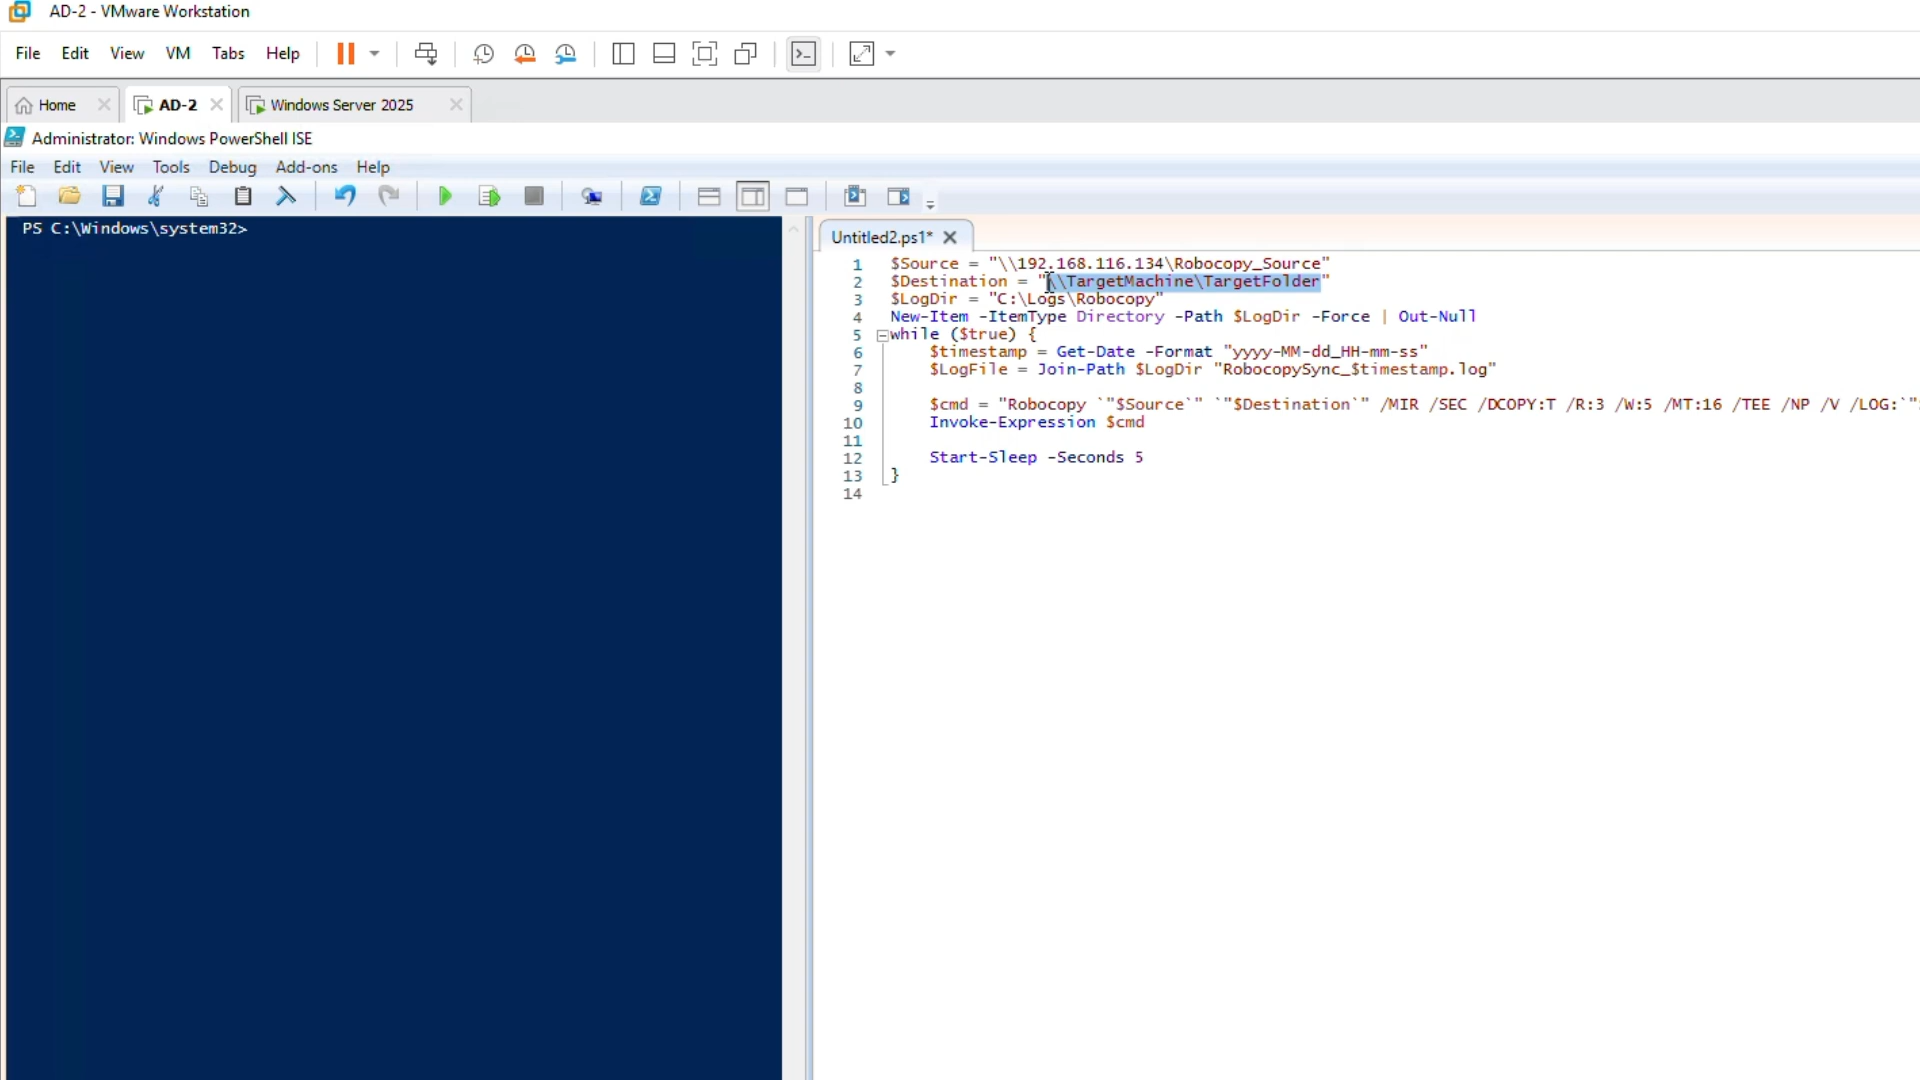 AD-2 - VMware Workstation
File Edit View VM Tabs Help
Home AD-2 Windows Server 2025
Administrator: Windows PowerShell ISE
File Edit View Tools Debug Add-ons Help
PS C:\Windows\system32>
Untitled2.ps1*
1 $Source = "\\192.168.116.134\Robocopy_Source"
2 $Destination = "\\TargetMachine\TargetFolder"
3 $LogDir = "C:\Logs\Robocopy"
4 New-Item -ItemType Directory -Path $LogDir -Force | Out-Null
5 while ($true) {
6 $timestamp = Get-Date -Format "yyyy-MM-dd_HH-mm-ss"
7 $LogFile = Join-Path $LogDir "RobocopySync_$timestamp.log"
8
9 $cmd = "Robocopy `"$Source`" `"$Destination`" /MIR /SEC /DCOPY:T /R:3 /W:5 /MT:16 /TEE /NP /V /LOG:`"
10 Invoke-Expression $cmd
11
12 Start-Sleep -Seconds 5
13 }
14